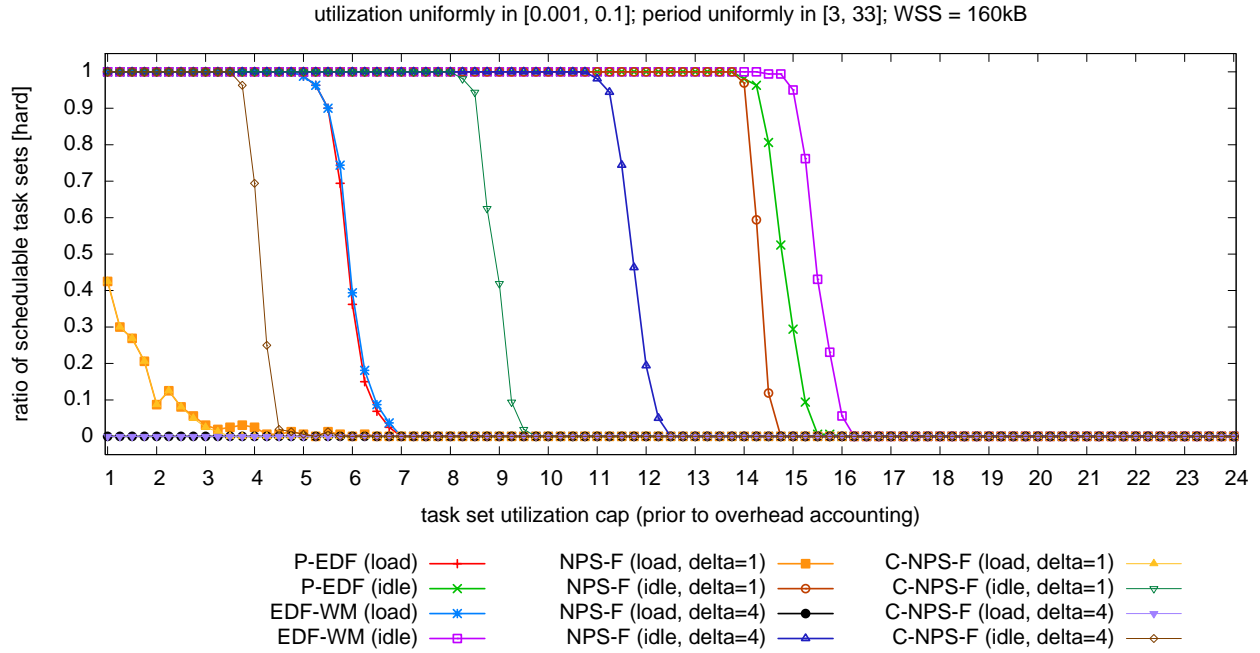 utilization uniformly in [0.001, 0.1]; period uniformly in [3, 33]; WSS = 160kB
ratio of schedulable task sets [hard]
1
0.9
0.8
0.7
0.6
0.5
0.4
0.3
0.2
0.1
0
1 2 3 4 5 6 7 8 9 10 11 12 13 14 15 16 17 18 19 20 21 22 23 24
task set utilization cap (prior to overhead accounting)
P-EDF (load)
P-EDF (idle)
EDF-WM (load)
EDF-WM (idle)
NPS-F (load, delta=1)
NPS-F (idle, delta=1)
NPS-F (load, delta=4)
NPS-F (idle, delta=4)
C-NPS-F (load, delta=1)
C-NPS-F (idle, delta=1)
C-NPS-F (load, delta=4)
C-NPS-F (idle, delta=4)